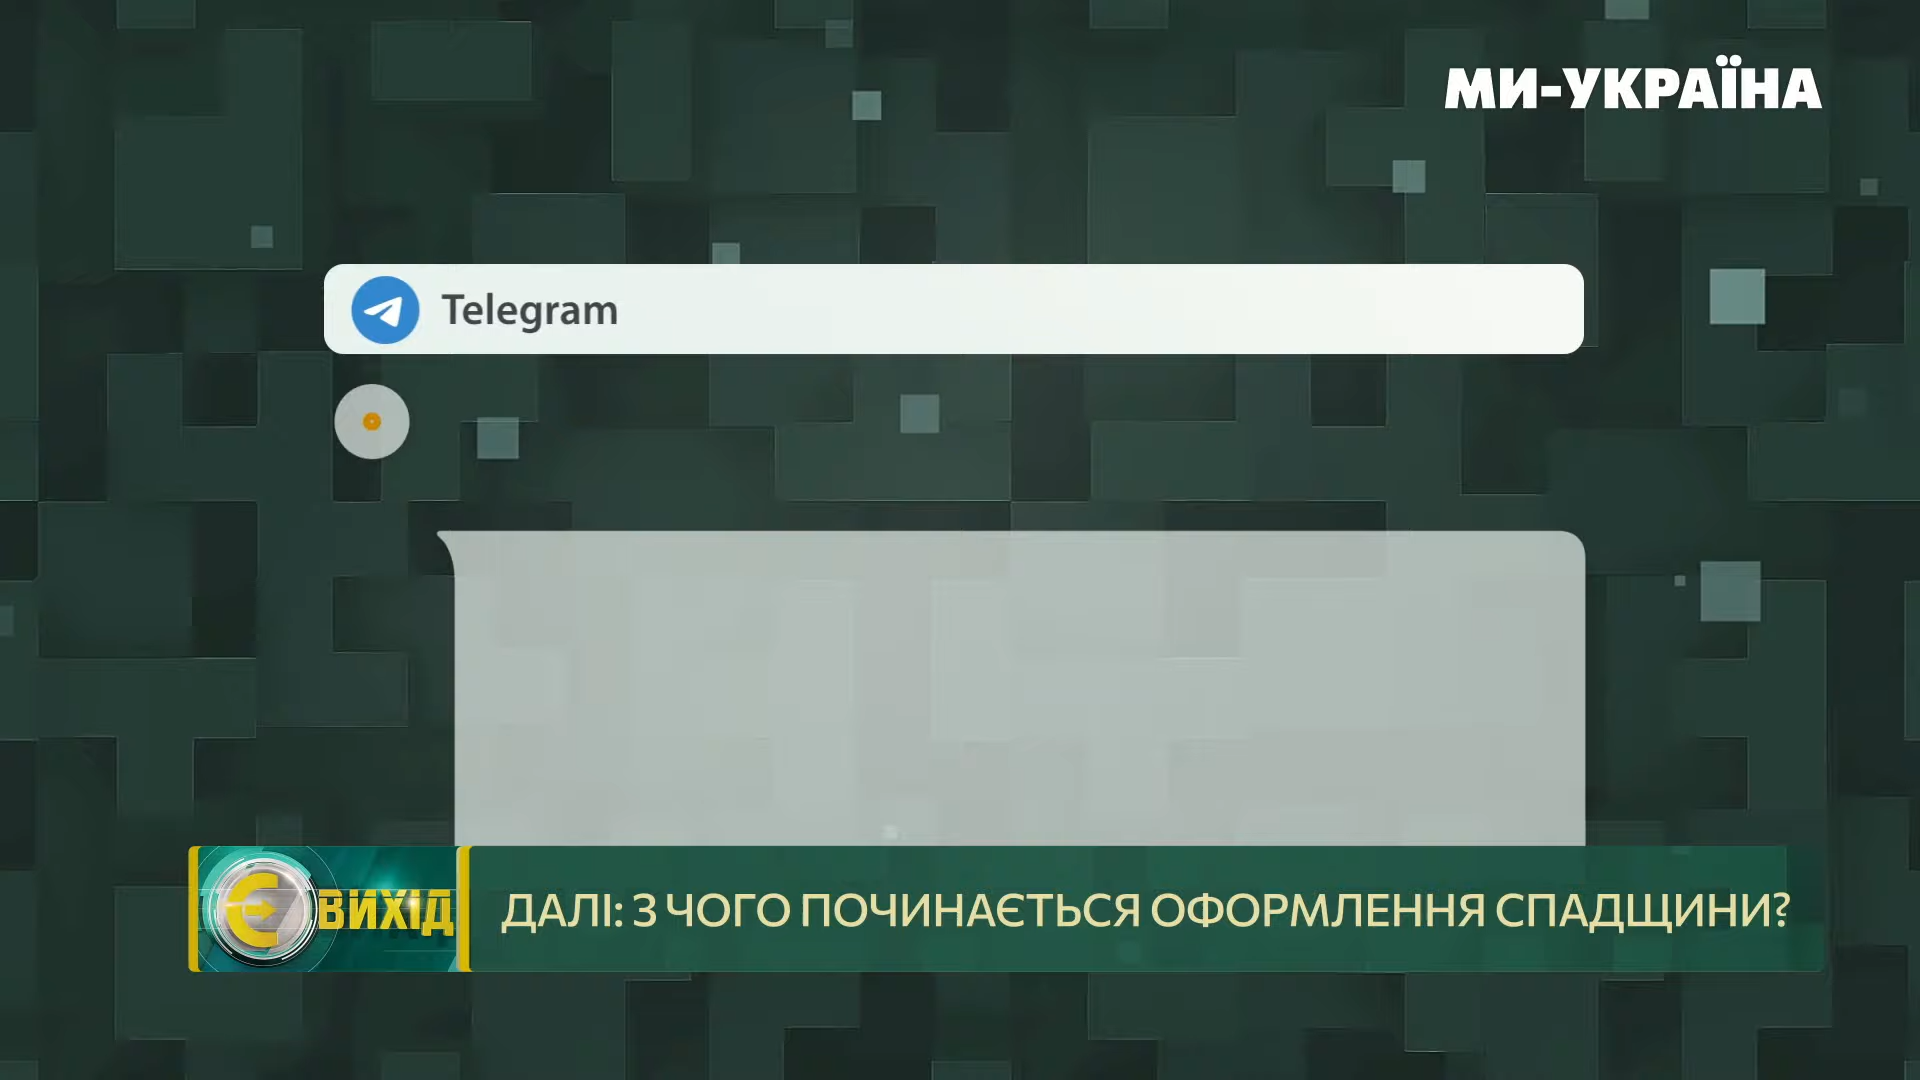 МИ-УКРАЇНА
Telegram
Є ВИХІД
ДАЛІ: З ЧОГО ПОЧИНАЄТЬСЯ ОФОРМЛЕННЯ СПАДЩИНИ?